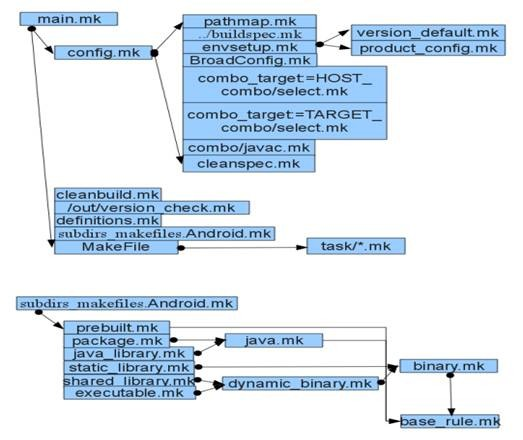 main.mk
config.mk
pathmap.mk
../buildspec.mk
envsetup.mk
BroadConfig.mk
combo_target:=HOST_
combo/select.mk
combo_target:=TARGET_
combo/select.mk
combo/javac.mk
cleanspec.mk
version_default.mk
product_config.mk
cleanbuild.mk
/out/version_check.mk
definitions.mk
subdirs_makefiles.Android.mk
MakeFile
task/*.mk
subdirs_makefiles.Android.mk
prebuilt.mk
package.mk
java_library.mk
static_library.mk
shared_library.mk
executable.mk
java.mk
dynamic_binary.mk
binary.mk
base_rule.mk